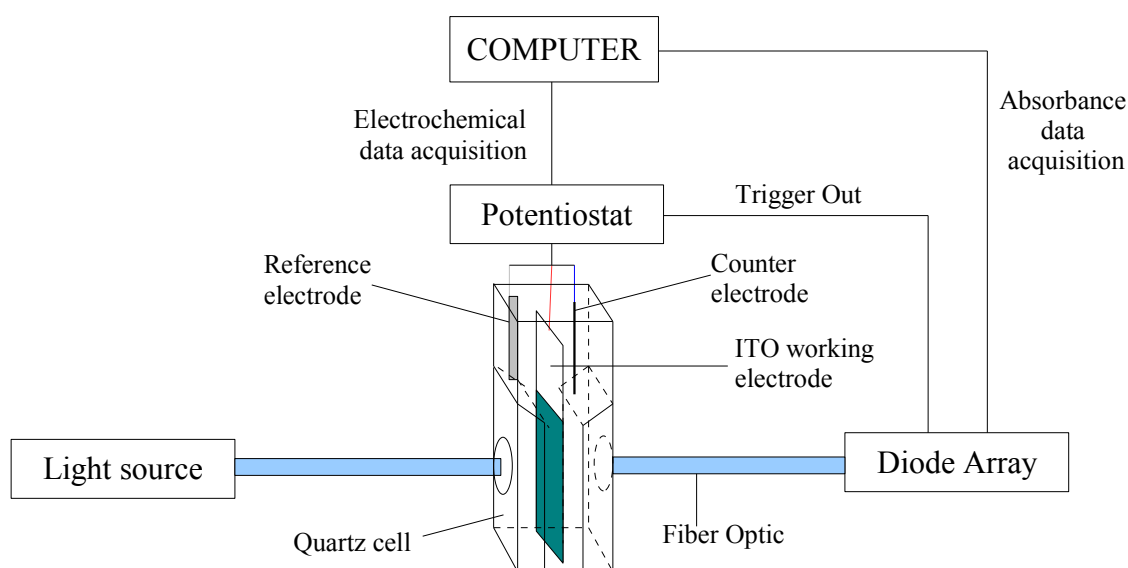 COMPUTER
Electrochemical
data acquisition
Absorbance
data
acquisition
Potentiostat
Trigger Out
Reference
electrode
Counter
electrode
ITO working
electrode
Light source
Diode Array
Quartz cell
Fiber Optic